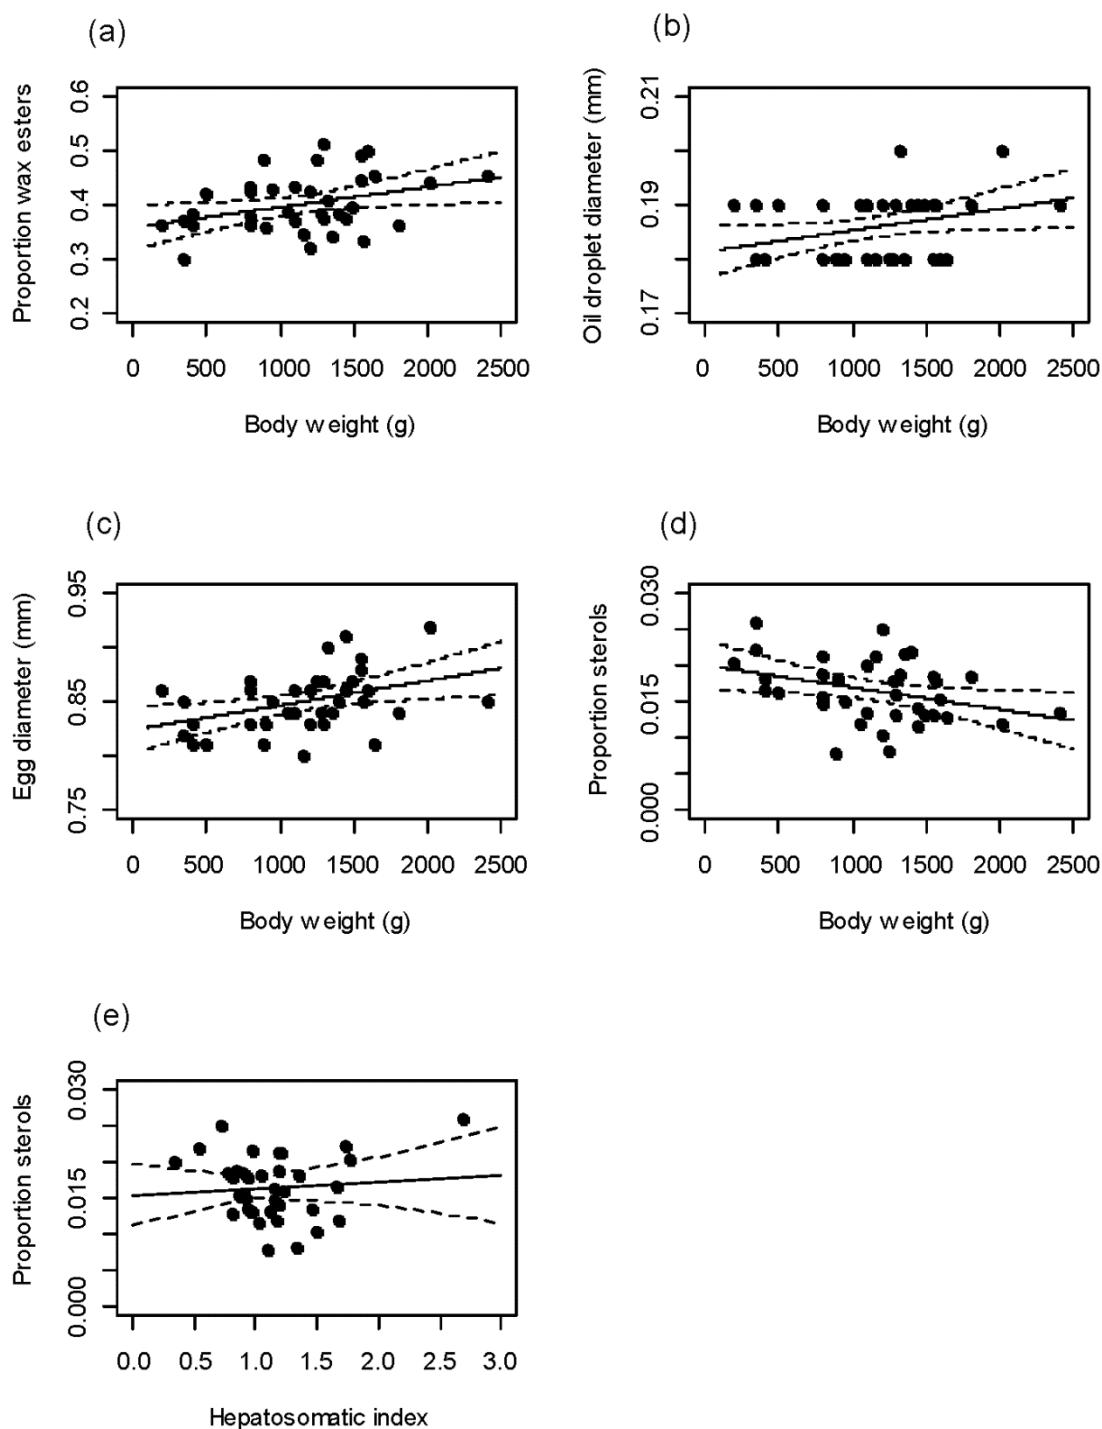 (a)
Proportion wax esters
0.2 0.3 0.4 0.5 0.6
0 500 1000 1500 2000 2500
Body weight (g)
(b)
Oil droplet diameter (mm)
0.17 0.19 0.21
0 500 1000 1500 2000 2500
Body weight (g)
(c)
Egg diameter (mm)
0.75 0.85 0.95
0 500 1000 1500 2000 2500
Body weight (g)
(d)
Proportion sterols
0.000 0.015 0.030
0 500 1000 1500 2000 2500
Body weight (g)
(e)
Proportion sterols
0.000 0.015 0.030
0.0 0.5 1.0 1.5 2.0 2.5 3.0
Hepatosomatic index